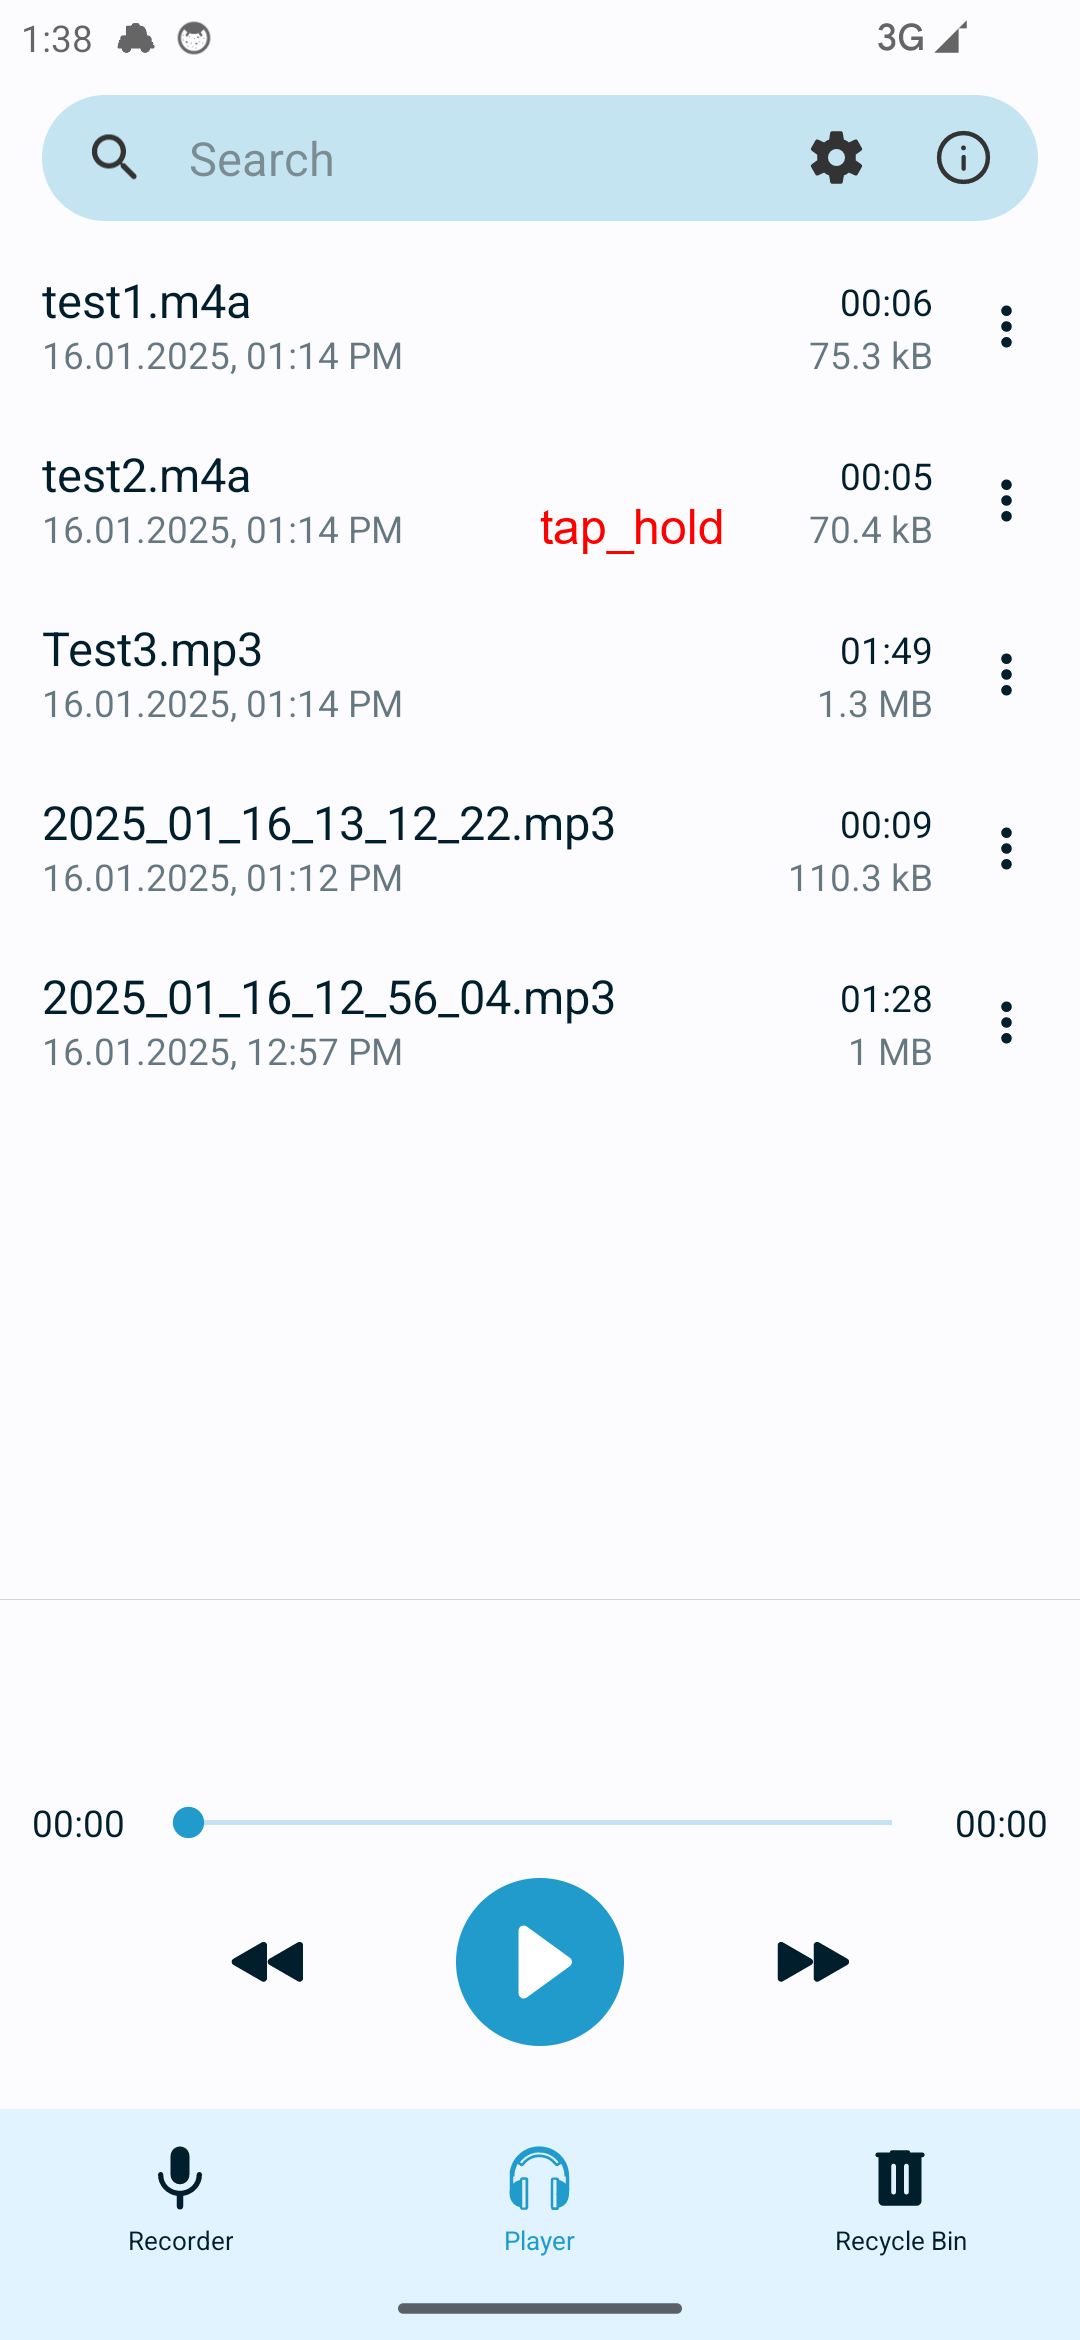 1:38 3G
Search
test1.m4a 00:06
16.01.2025, 01:14 PM 75.3 kB
test2.m4a 00:05
16.01.2025, 01:14 PM tap_hold 70.4 kB
Test3.mp3 01:49
16.01.2025, 01:14 PM 1.3 MB
2025_01_16_13_12_22.mp3 00:09
16.01.2025, 01:12 PM 110.3 kB
2025_01_16_12_56_04.mp3 01:28
16.01.2025, 12:57 PM 1 MB
00:00 00:00
Recorder Player Recycle Bin